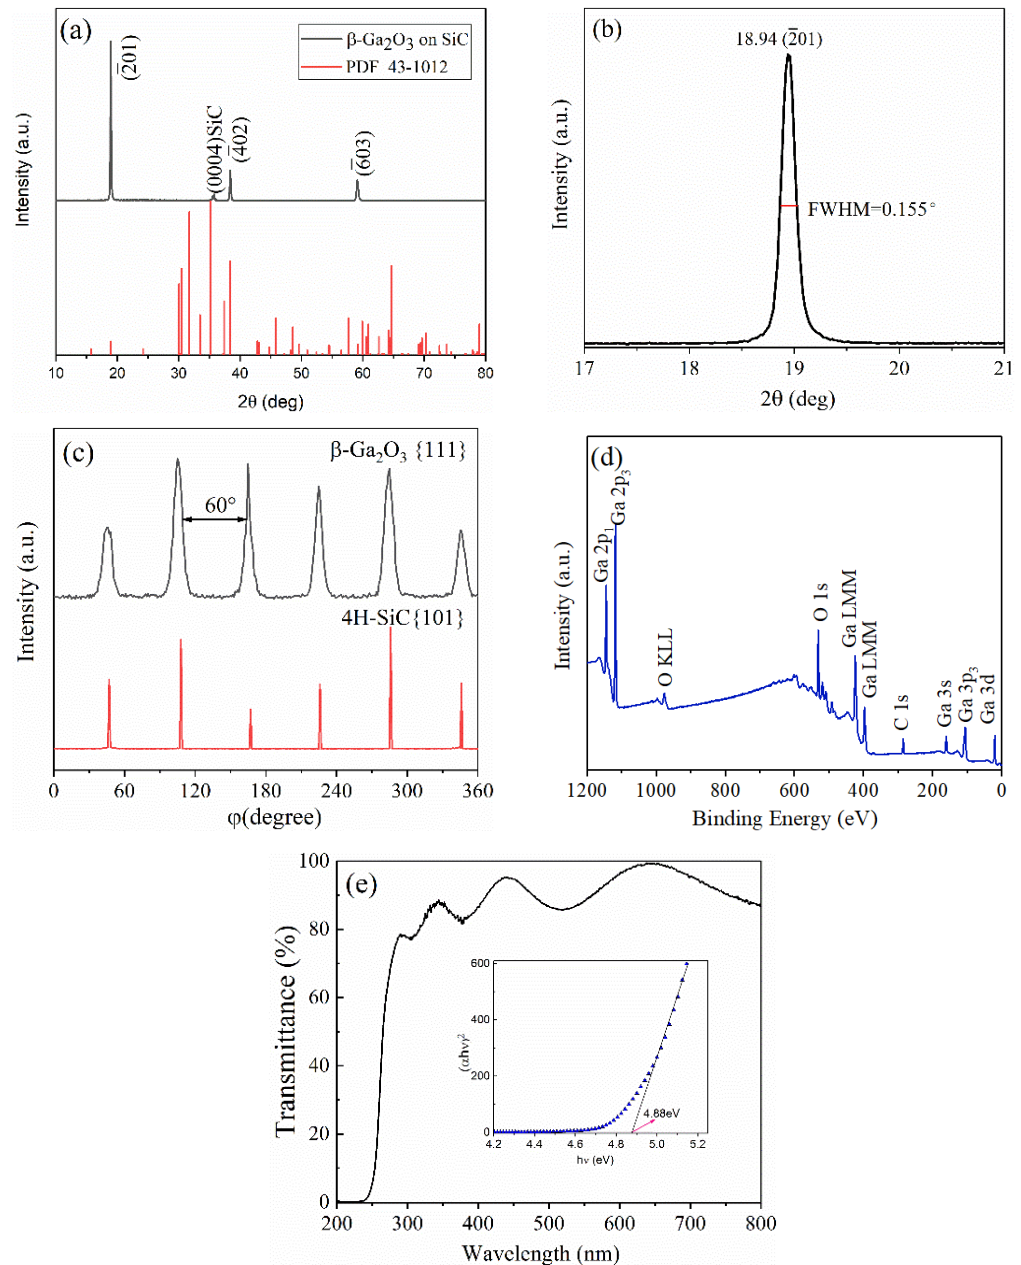 (a)
β-Ga₂O₃ on SiC
PDF 43-1012
(2̅01)
(0004)SiC
(4̅02)
(6̅03)
Intensity (a.u.)
Intensity (a.u.)
10 20 30 40 50 60 70 80
2θ (deg)
(b)
18.94 (2̅01)
FWHM=0.155°
Intensity (a.u.)
17 18 19 20 21
2θ (deg)
(c)
β-Ga₂O₃ {111}
60°
4H-SiC{101}
Intensity (a.u.)
0 60 120 180 240 300 360
φ(degree)
(d)
Ga 2p₁
Ga 2p₃
O KLL
O 1s
Ga LMM
Ga LMM
C 1s
Ga 3s
Ga 3p₃
Ga 3d
Intensity (a.u.)
1200 1000 800 600 400 200 0
Binding Energy (eV)
(e)
100
80
60
40
20
0
Transmittance (%)
200 300 400 500 600 700 800
Wavelength (nm)
600
400
200
0
(αhν)²
4.88eV
4.2 4.4 4.6 4.8 5.0 5.2
hν (eV)